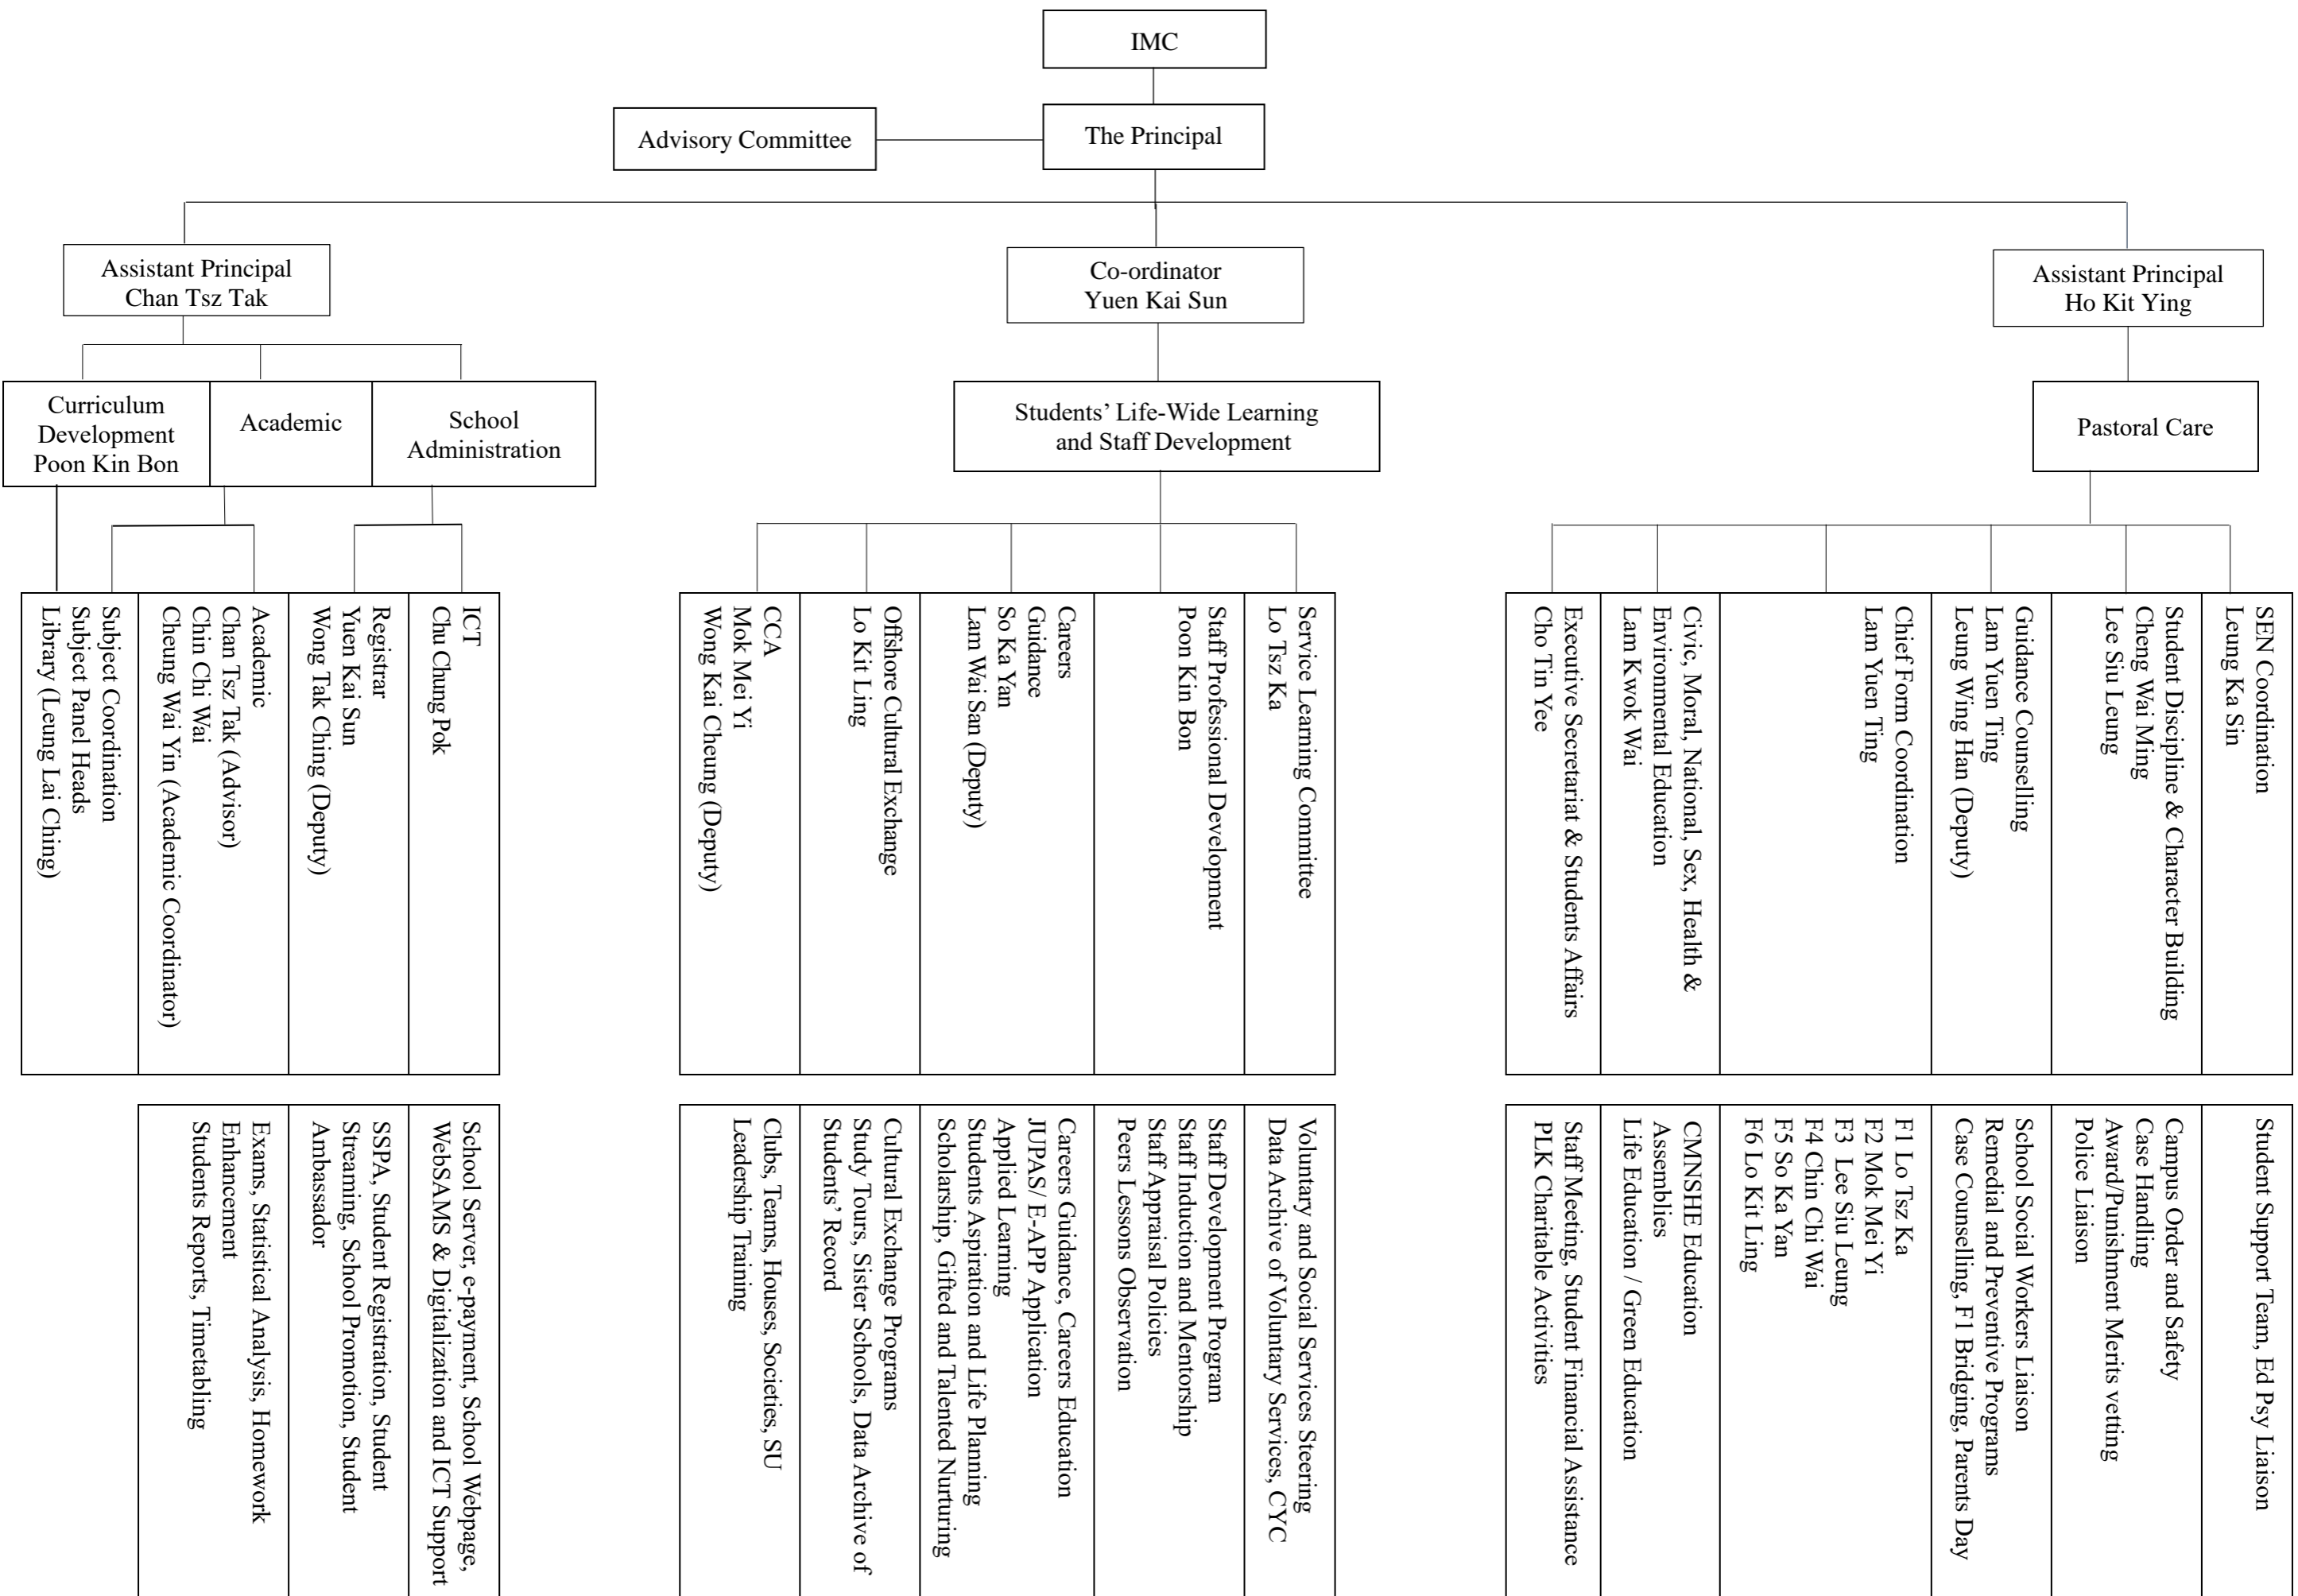 IMC
Advisory Committee
The Principal
Assistant Principal
Chan Tsz Tak
Co-ordinator
Yuen Kai Sun
Assistant Principal
Ho Kit Ying
Curriculum
Development
Poon Kin Bon
Academic
School
Administration
Students’ Life-Wide Learning
and Staff Development
Pastoral Care
Subject Coordination
Subject Panel Heads
Library (Leung Lai Ching)
Academic
Chan Tsz Tak (Advisor)
Chin Chi Wai
Cheung Wai Yin (Academic Coordinator)
Registrar
Yuen Kai Sun
Wong Tak Ching (Deputy)
ICT
Chu Chung Pok
CCA
Mok Mei Yi
Wong Kai Cheung (Deputy)
Offshore Cultural Exchange
Lo Kit Ling
Careers
Guidance
So Ka Yan
Lam Wai San (Deputy)
Staff Professional Development
Poon Kin Bon
Service Learning Committee
Lo Tsz Ka
Executive Secretariat & Students Affairs
Cho Tin Yee
Civic, Moral, National, Sex, Health &
Environmental Education
Lam Kwok Wai
Chief Form Coordination
Lam Yuen Ting
Guidance Counselling
Lam Yuen Ting
Leung Wing Han (Deputy)
Student Discipline & Character Building
Cheng Wai Ming
Lee Siu Leung
SEN Coordination
Leung Ka Sin
Exams, Statistical Analysis, Homework
Enhancement
Students Reports, Timetabling
SSPA, Student Registration, Student
Streaming, School Promotion, Student
Ambassador
School Server, e-payment, School Webpage,
WebSAMS & Digitalization and ICT Support
Clubs, Teams, Houses, Societies, SU
Leadership Training
Cultural Exchange Programs
Study Tours, Sister Schools, Data Archive of
Students’ Record
Careers Guidance, Careers Education
JUPAS/ E-APP Application
Applied Learning
Students Aspiration and Life Planning
Scholarship, Gifted and Talented Nurturing
Staff Development Program
Staff Induction and Mentorship
Staff Appraisal Policies
Peers Lessons Observation
Voluntary and Social Services Steering
Data Archive of Voluntary Services, CYC
Staff Meeting, Student Financial Assistance
PLK Charitable Activities
CMNSHE Education
Assemblies
Life Education / Green Education
F1 Lo Tsz Ka
F2 Mok Mei Yi
F3 Lee Siu Leung
F4 Chin Chi Wai
F5 So Ka Yan
F6 Lo Kit Ling
School Social Workers Liaison
Remedial and Preventive Programs
Case Counselling, F1 Bridging, Parents Day
Campus Order and Safety
Case Handling
Award/Punishment Merits vetting
Police Liaison
Student Support Team, Ed Psy Liaison